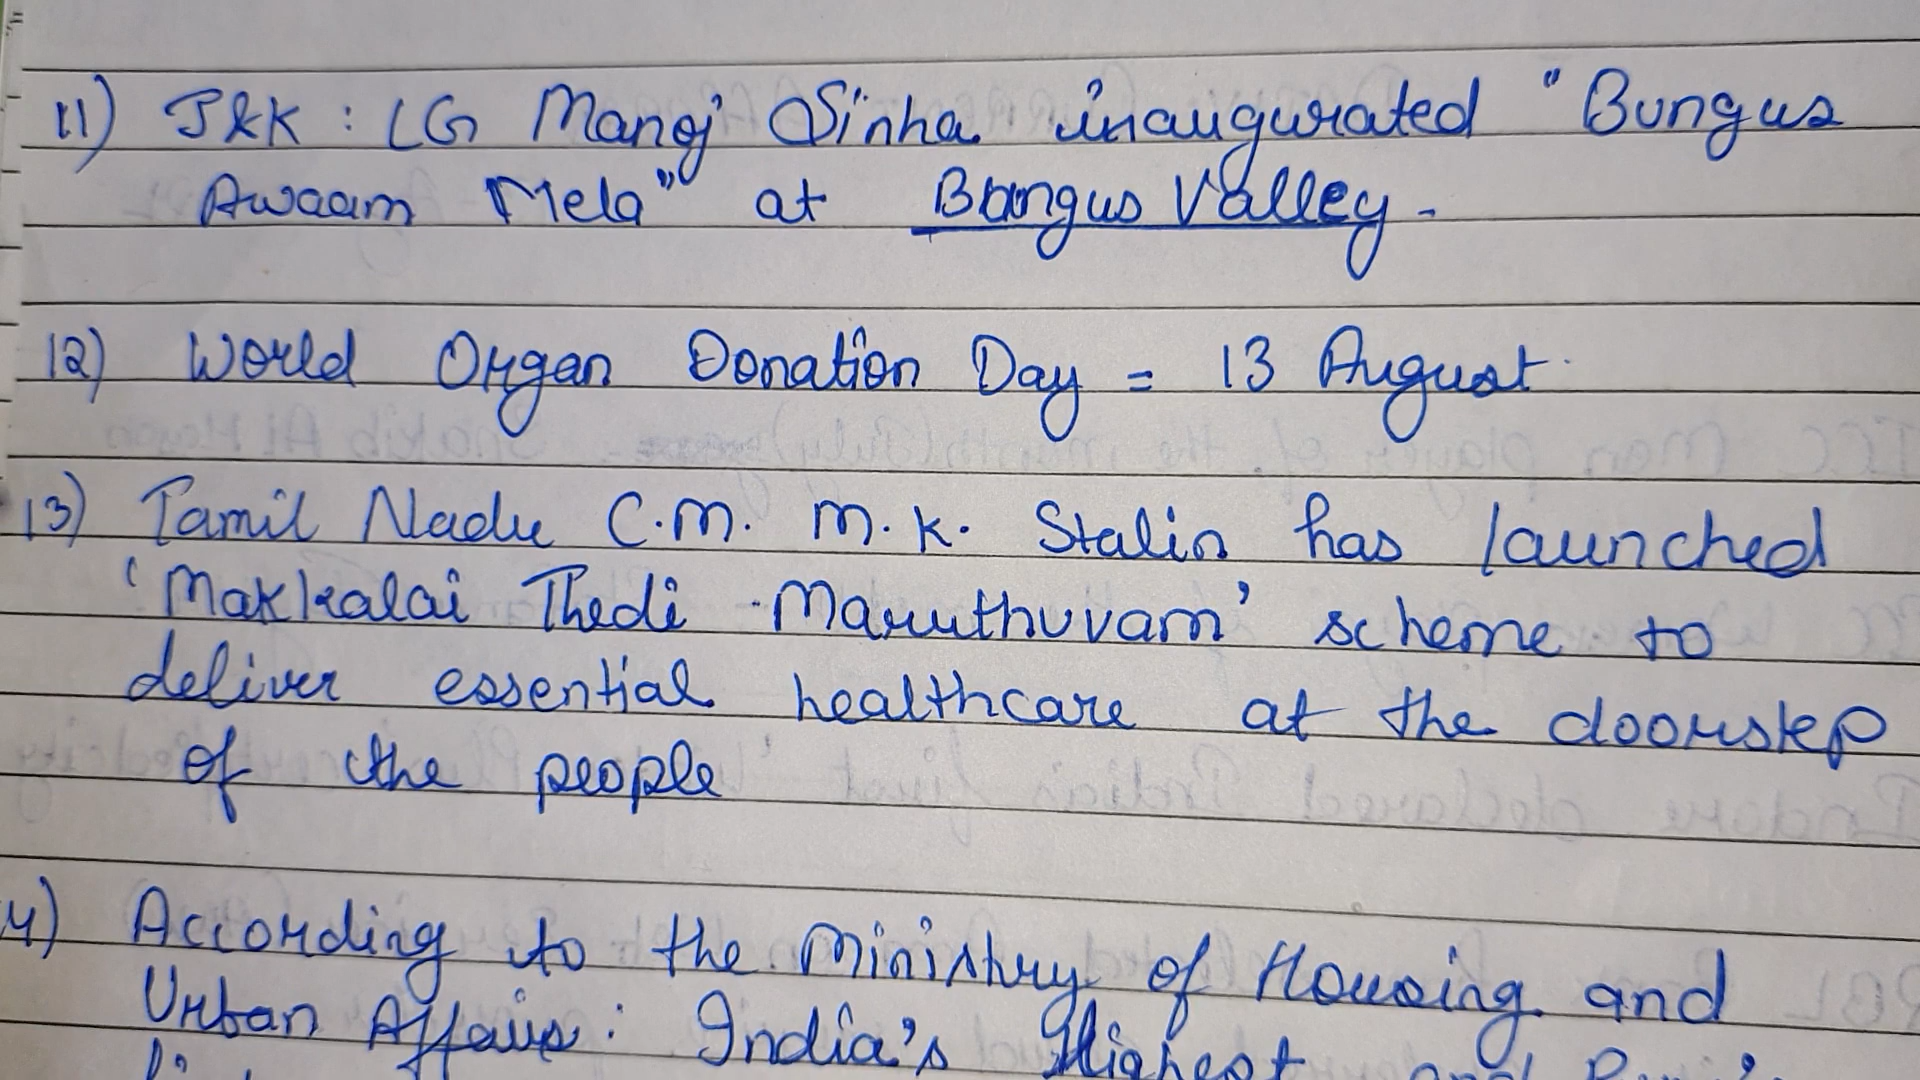 11) J&K : LG Manoj Sinha inaugurated "Bungus
Awaam Mela" at Bangus Valley.
12) World Organ Donation Day = 13 August.
13) Tamil Nadu C.M. M.K. Stalin has launched
'Makkalai Thedi Maruthuvam' scheme to
deliver essential healthcare at the doorstep
of the people
4) According to the Ministry of Housing and
Urban Affairs: India's Highest and